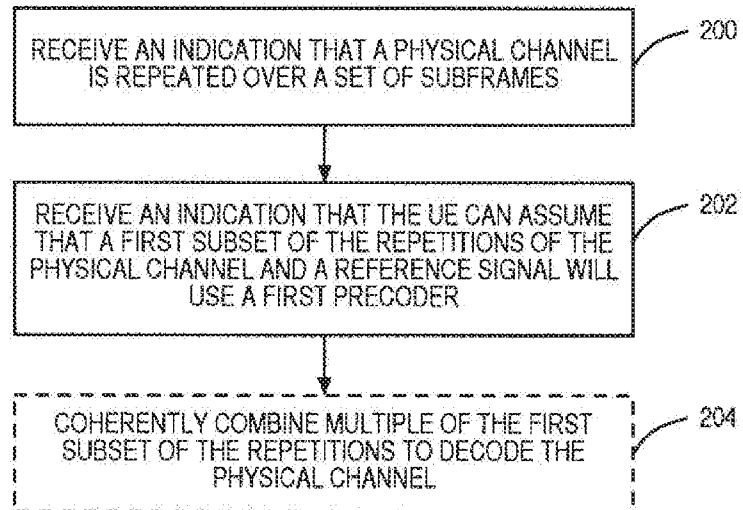 RECEIVE AN INDICATION THAT A PHYSICAL CHANNEL
IS REPEATED OVER A SET OF SUBFRAMES
200
RECEIVE AN INDICATION THAT THE UE CAN ASSUME
THAT A FIRST SUBSET OF THE REPETITIONS OF THE
PHYSICAL CHANNEL AND A REFERENCE SIGNAL WILL
USE A FIRST PRECODER
202
COHERENTLY COMBINE MULTIPLE OF THE FIRST
SUBSET OF THE REPETITIONS TO DECODE THE
PHYSICAL CHANNEL
204